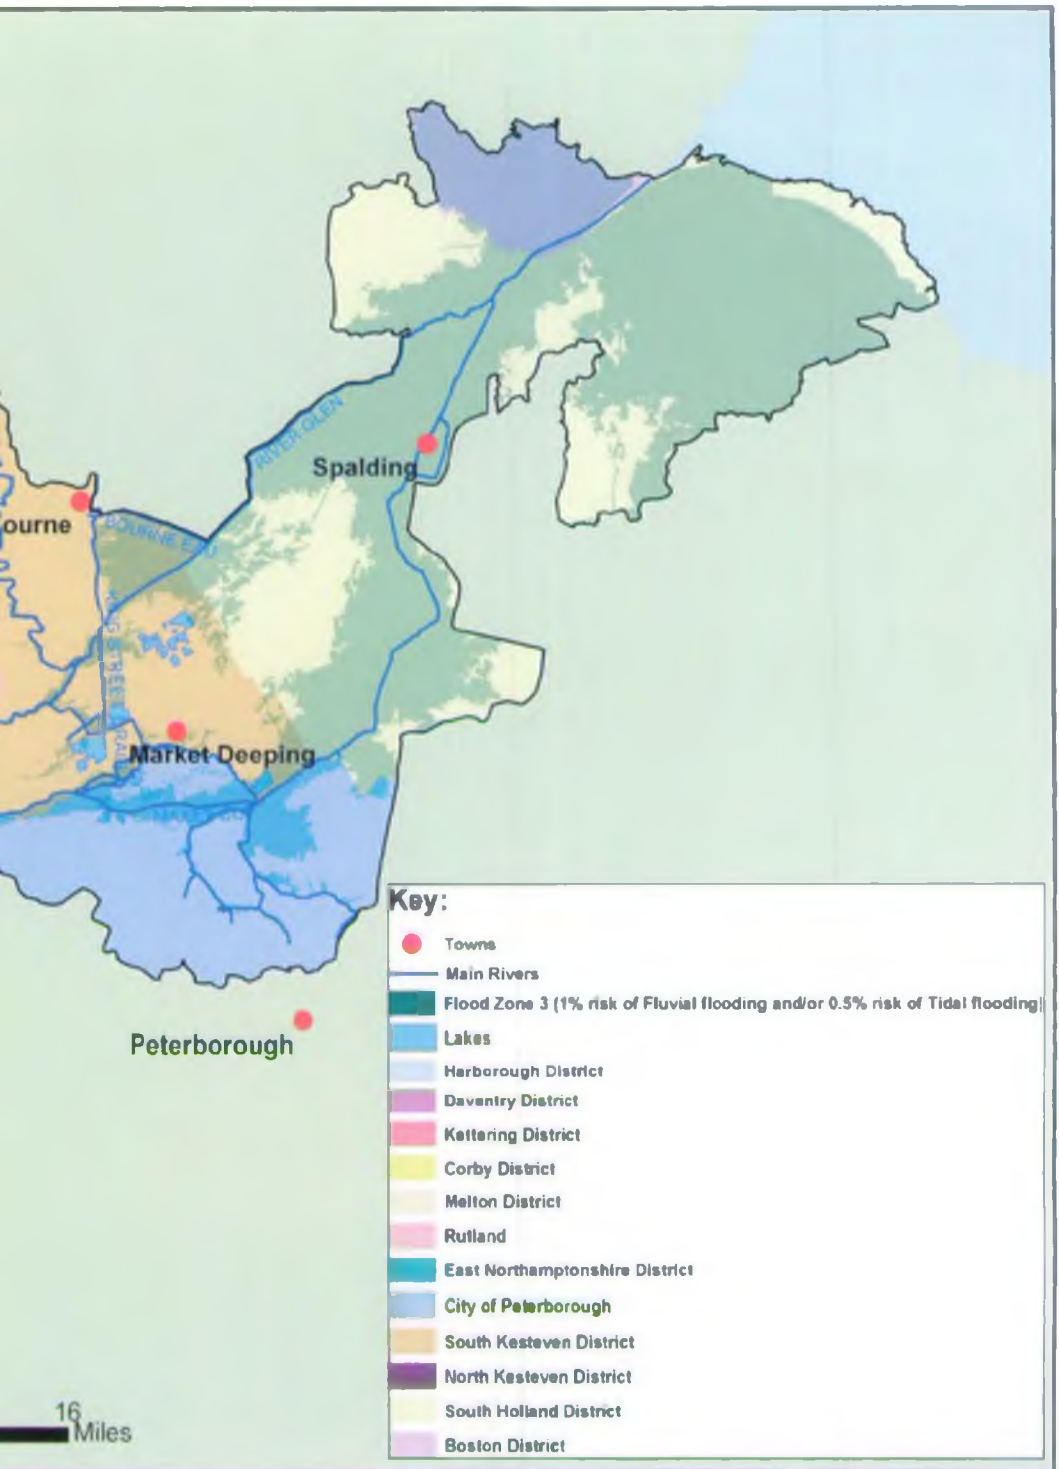 RIVER GLEN
Spalding
ourne
BOURNE EAU
Market Deeping
Peterborough
Key:
Towns
Main Rivers
Flood Zone 3 (1% risk of Fluvial flooding and/or 0.5% risk of Tidal flooding)
Lakes
Harborough District
Daventry District
Kettering District
Corby District
Melton District
Rutland
East Northamptonshire District
City of Peterborough
South Kesteven District
North Kesteven District
South Holland District
Boston District
16
Miles